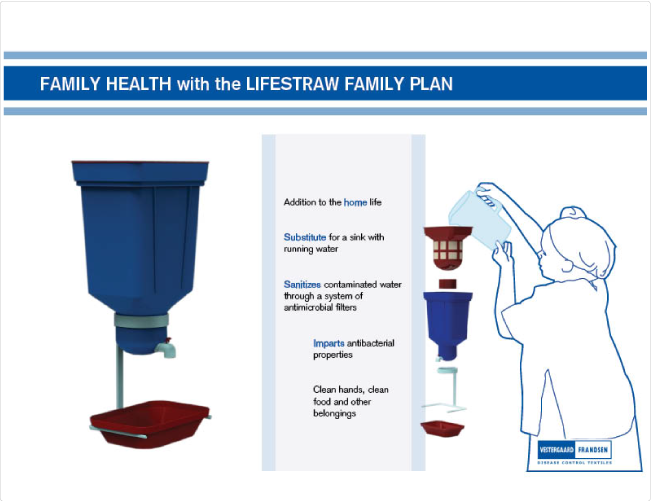 FAMILY HEALTH with the LIFESTRAW FAMILY PLAN
Addition to the home life
Substitute for a sink with
running water
Sanitizes contaminated water
through a system of
antimicrobial filters
Imparts antibacterial
properties
Clean hands, clean
food and other
belongings
VESTERGAARD FRANDSEN
DISEASE CONTROL TEXTILES